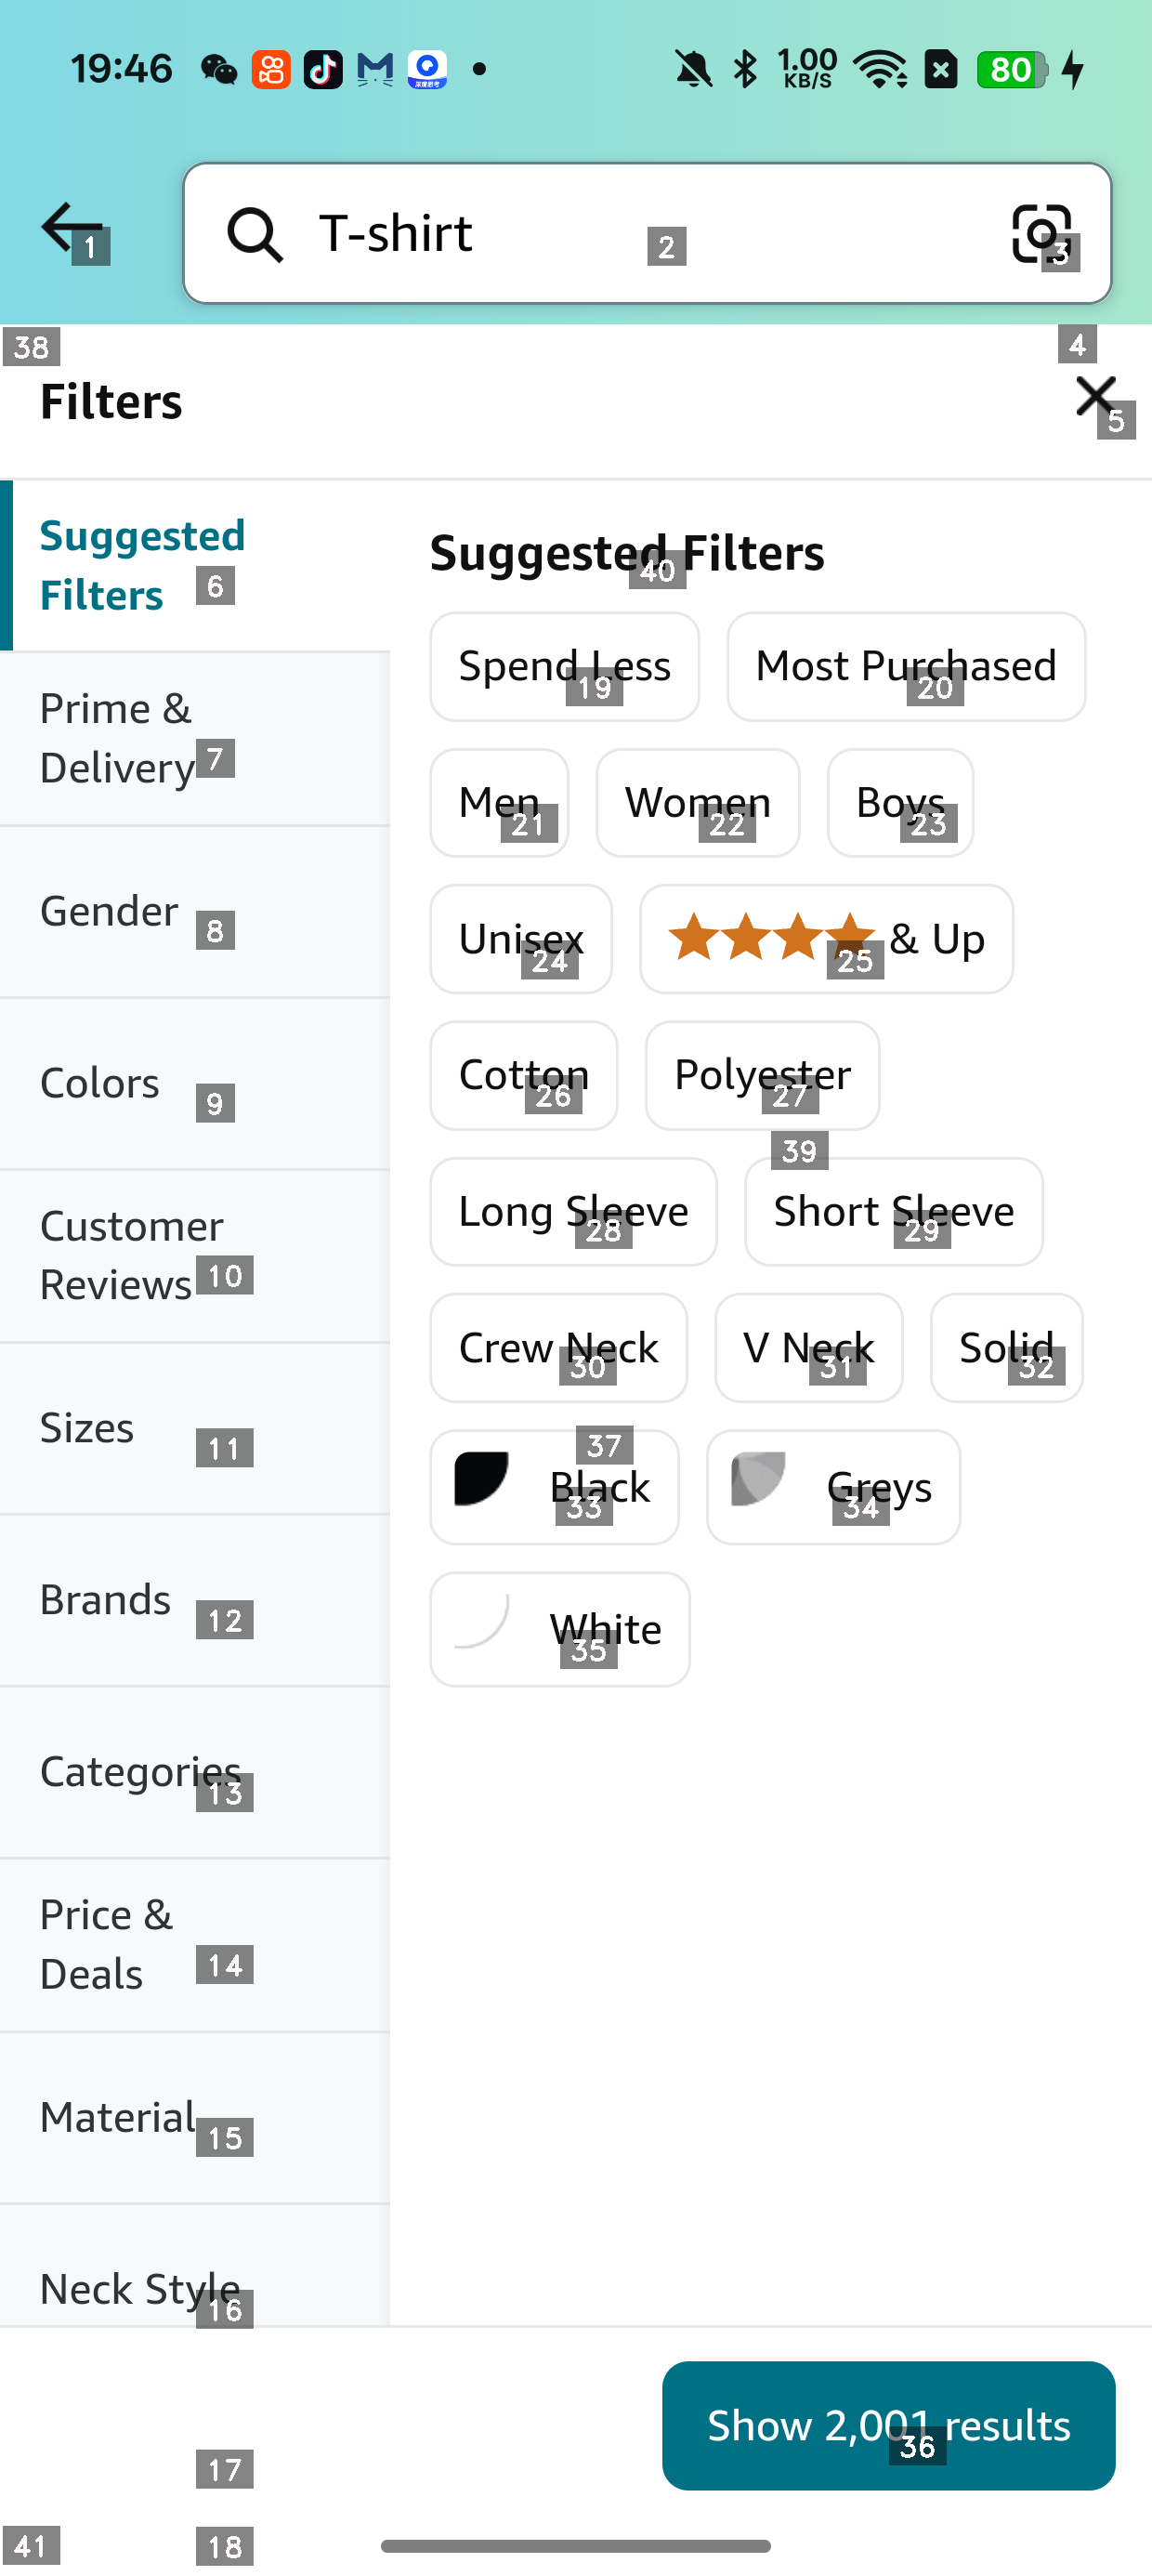 19:46
深度思考
1.00
KB/S
80
T-shirt
1
2
3
38
4
Filters
5
Suggested
Filters
6
Suggested Filters
40
Spend Less
19
Most Purchased
20
Prime &
Delivery
7
Men
21
Women
22
Boys
23
Gender
8
Unisex
24
& Up
25
Colors
9
Cotton
26
Polyester
27
39
Customer
Reviews
10
Long Sleeve
28
Short Sleeve
29
Crew Neck
30
V Neck
31
Solid
32
Sizes
11
37
Black
33
Greys
34
Brands
12
White
35
Categories
13
Price &
Deals
14
Material
15
Neck Style
16
Show 2,001 results
36
17
41
18